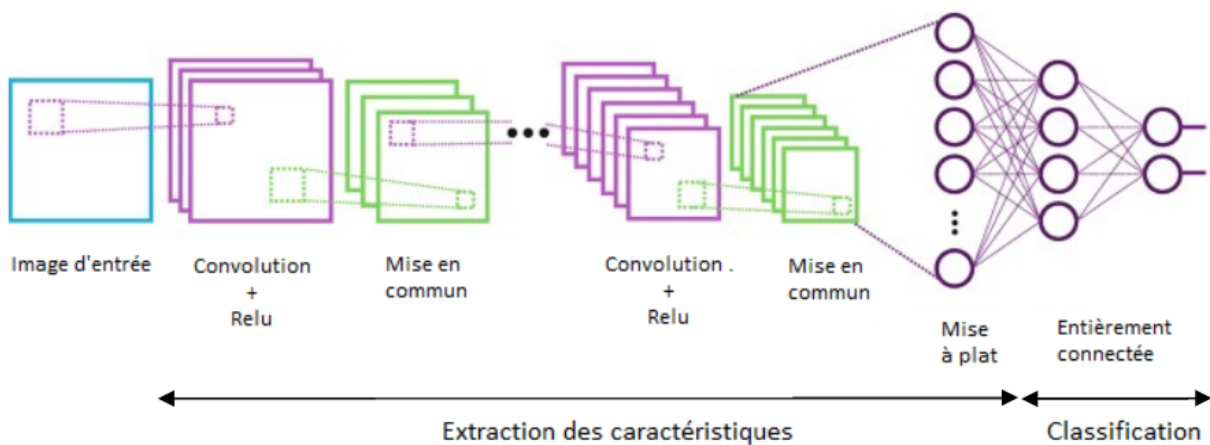 Image d'entrée
Convolution
+
Relu
Mise en
commun
Convolution .
+
Relu
Mise en
commun
Mise
à plat
Entièrement
connectée
Extraction des caractéristiques
Classification